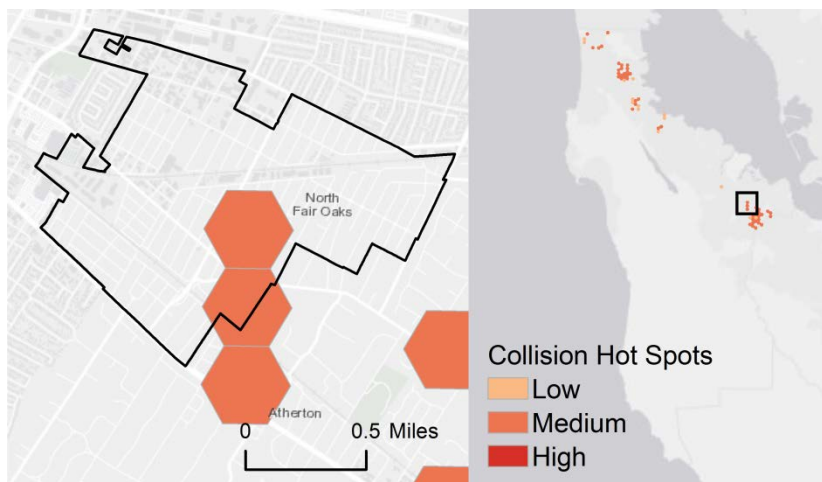 North
Fair Oaks
Atherton
0 0.5 Miles
Collision Hot Spots
Low
Medium
High